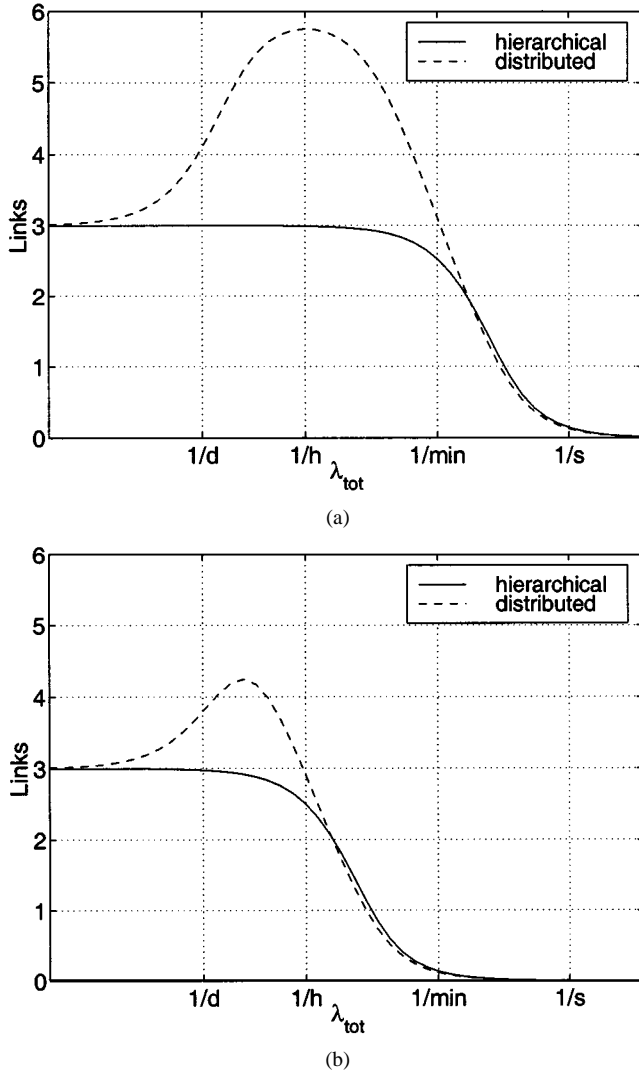 6
5
4
3
2
1
0
Links
hierarchical
distributed
1/d
1/h
1/min
1/s
λtot
(a)
6
5
4
3
2
1
0
Links
hierarchical
distributed
1/d
1/h
1/min
1/s
λtot
(b)